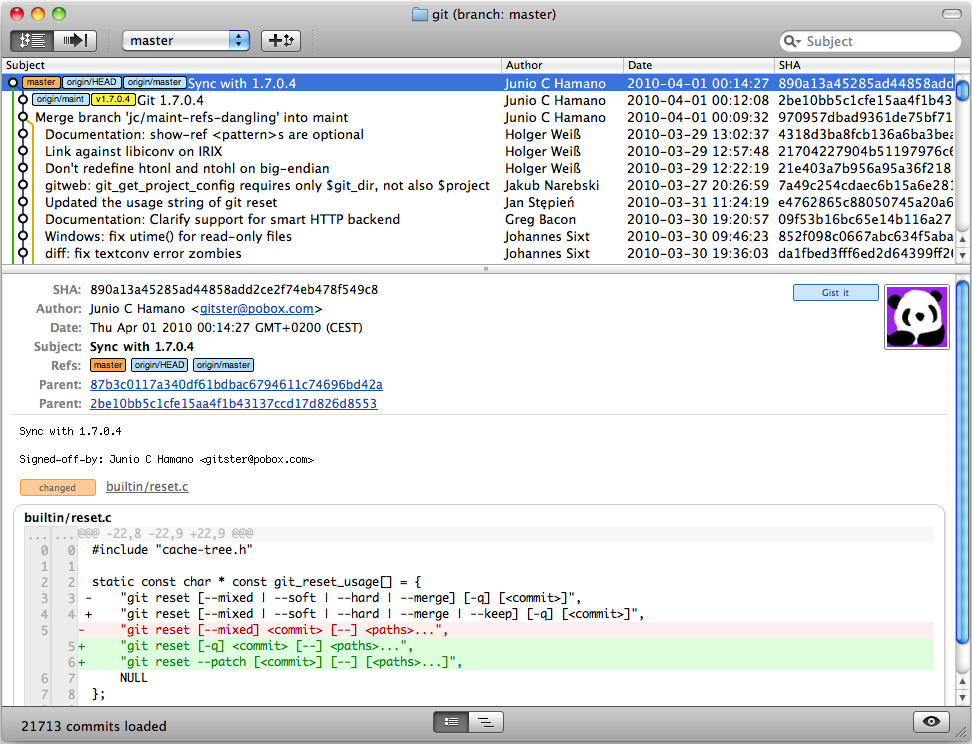 git (branch: master)
master
Subject
Subject Author Date SHA
master origin/HEAD origin/master Sync with 1.7.0.4 Junio C Hamano 2010-04-01 00:14:27 890a13a45285ad44858add
origin/maint v1.7.0.4 Git 1.7.0.4 Junio C Hamano 2010-04-01 00:12:08 2be10bb5c1cfe15aa4f1b43
Merge branch 'jc/maint-refs-dangling' into maint Junio C Hamano 2010-04-01 00:09:32 970957dbad9361de75bf71
Documentation: show-ref <pattern>s are optional Holger Weiß 2010-03-29 13:02:37 4318d3ba8fcb136a6ba3bea
Link against libiconv on IRIX Holger Weiß 2010-03-29 12:57:48 21704227904b51197976c6
Don't redefine htonl and ntohl on big-endian Holger Weiß 2010-03-29 12:22:19 21e403a7b956a95a36f218
gitweb: git_get_project_config requires only $git_dir, not also $project Jakub Narebski 2010-03-27 20:26:59 7a49c254cdaec6b15a6e281
Updated the usage string of git reset Jan Stępień 2010-03-31 11:24:19 e4762865c88050745a20a6
Documentation: Clarify support for smart HTTP backend Greg Bacon 2010-03-30 19:20:57 09f53b16bc65e14b116a27
Windows: fix utime() for read-only files Johannes Sixt 2010-03-30 09:46:23 852f098c0667abc634f5aba
diff: fix textconv error zombies Johannes Sixt 2010-03-30 19:36:03 da1fbed3fff6ed2d64399ff2
SHA: 890a13a45285ad44858add2ce2f74eb478f549c8
Gist it
Author: Junio C Hamano <gitster@pobox.com>
Date: Thu Apr 01 2010 00:14:27 GMT+0200 (CEST)
Subject: Sync with 1.7.0.4
Refs: master origin/HEAD origin/master
Parent: 87b3c0117a340df61bdbac6794611c74696bd42a
Parent: 2be10bb5c1cfe15aa4f1b43137ccd17d826d8553
Sync with 1.7.0.4
Signed-off-by: Junio C Hamano <gitster@pobox.com>
changed builtin/reset.c
builtin/reset.c
... ... @@@ -22,8 -22,9 +22,9 @@@
0 0 #include "cache-tree.h"
1 1
2 2 static const char * const git_reset_usage[] = {
3 3 - "git reset [--mixed | --soft | --hard | --merge] [-q] [<commit>]",
4 4 + "git reset [--mixed | --soft | --hard | --merge | --keep] [-q] [<commit>]",
5 - "git reset [--mixed] <commit> [--] <paths>...",
5 + "git reset [-q] <commit> [--] <paths>...",
6 + "git reset --patch [<commit>] [--] [<paths>...]",
6 7 NULL
7 8 };
21713 commits loaded